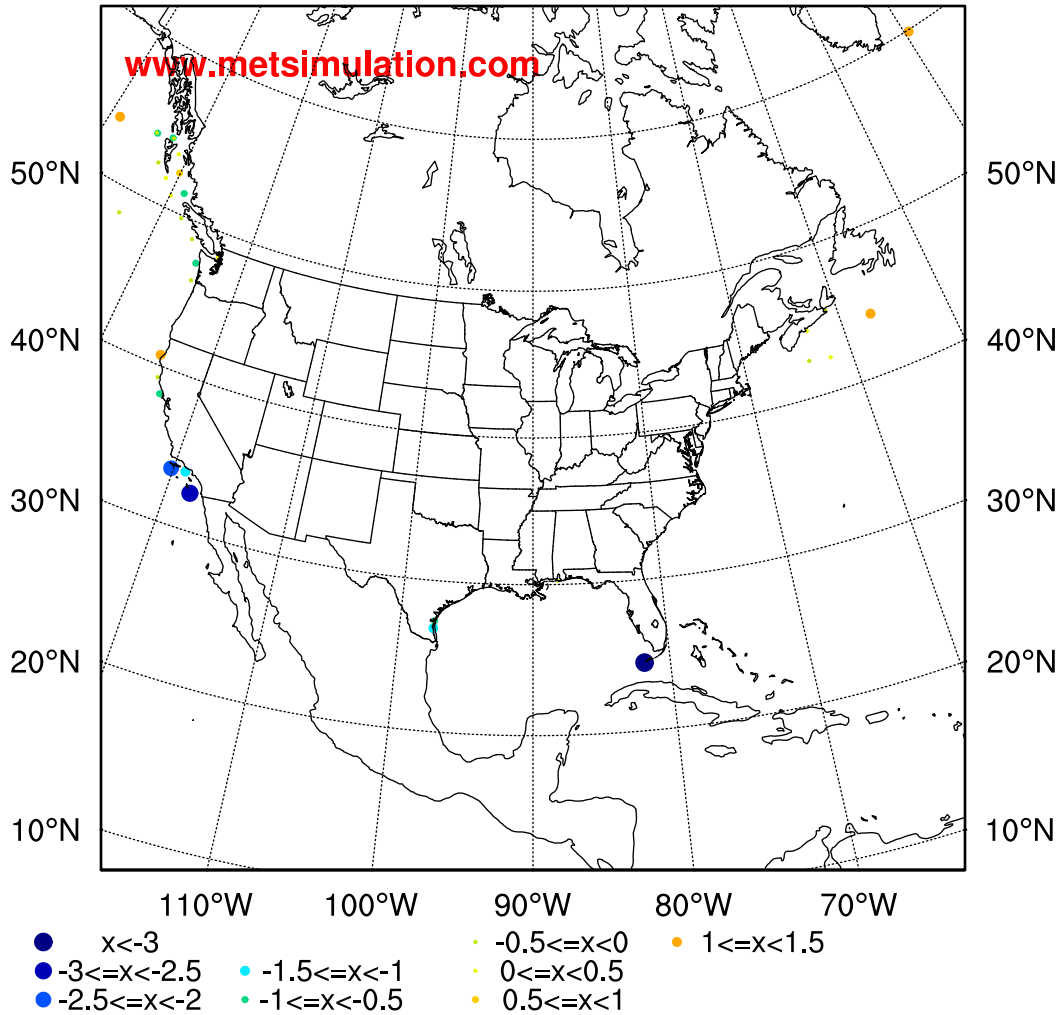 www.metsimulation.com
50°N 50°N
40°N 40°N
30°N 30°N
20°N 20°N
10°N 10°N
110°W 100°W 90°W 80°W 70°W
x<-3 -0.5<=x<0 1<=x<1.5
-3<=x<-2.5 -1.5<=x<-1 0<=x<0.5
-2.5<=x<-2 -1<=x<-0.5 0.5<=x<1